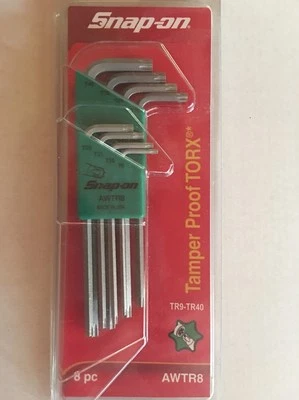 Snap-on
Snap-on
AWTR8
Tamper Proof TORX®*
TR9-TR40
8 pc
AWTR8